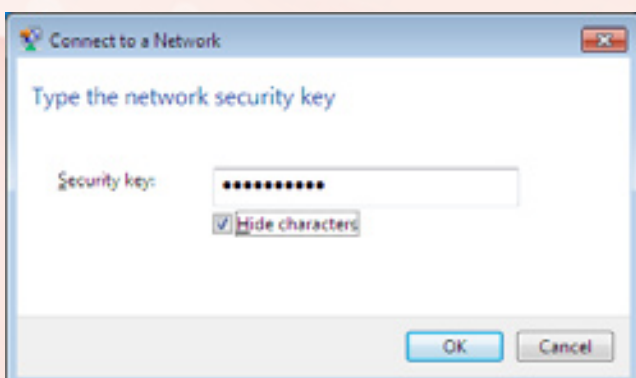 Connect to a Network
Type the network security key
Security key: ••••••••••
Hide characters
OK Cancel